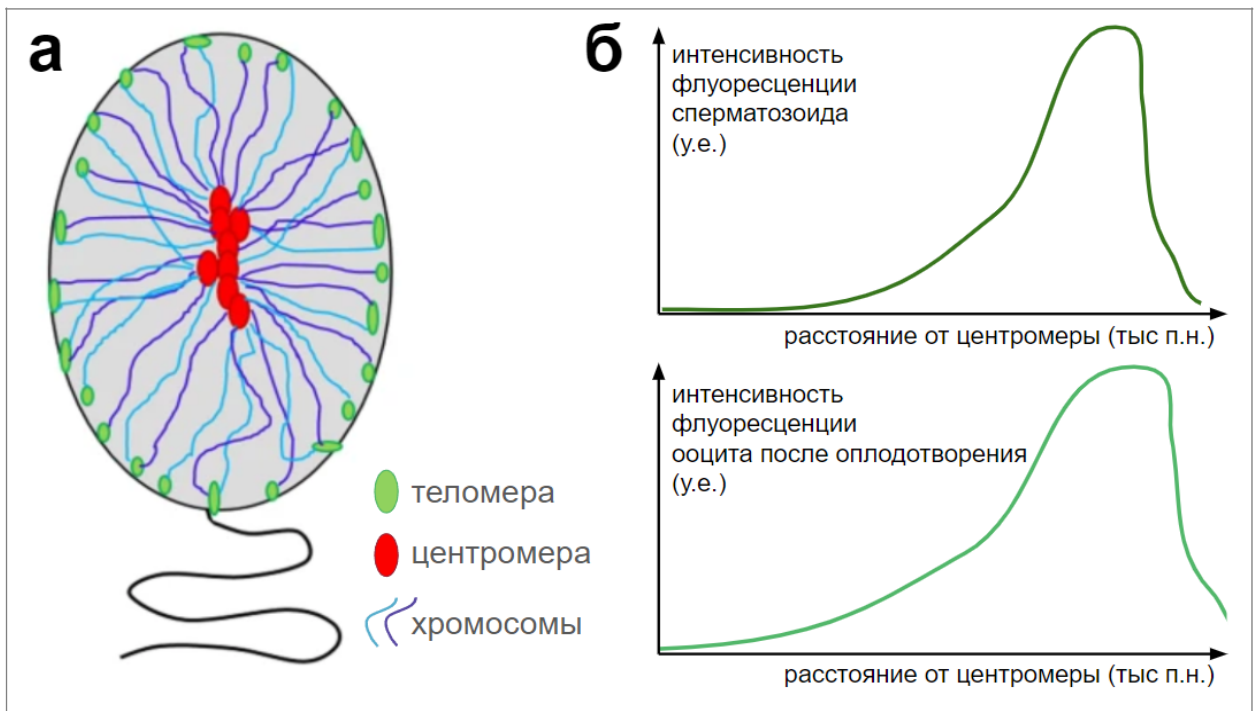 а
теломера
центромера
хромосомы
б
интенсивность
флуоресценции
сперматозоида
(у.е.)
расстояние от центромеры (тыс п.н.)
интенсивность
флуоресценции
ооцита после оплодотворения
(у.е.)
расстояние от центромеры (тыс п.н.)